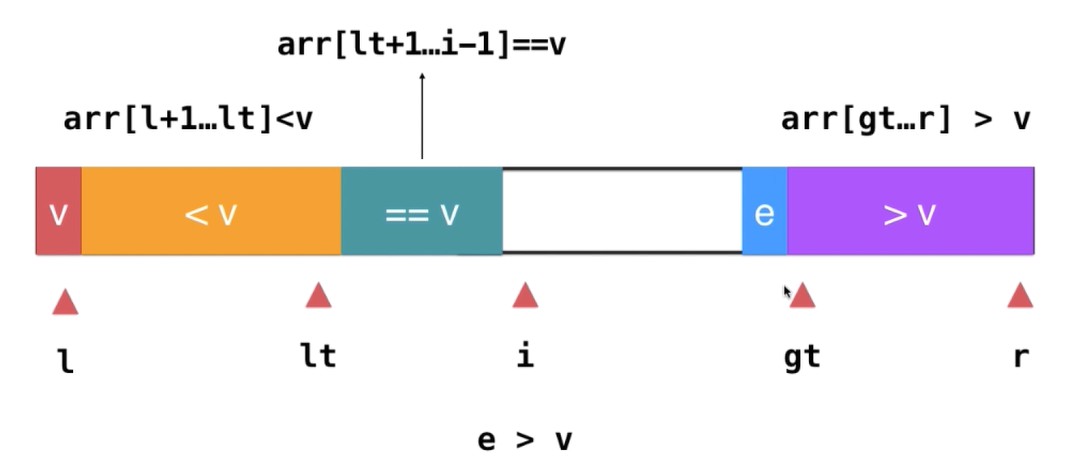 arr[lt+1…i-1]==v
arr[l+1…lt]<v
arr[gt…r] > v
v
< v
== v
e
> v
l
lt
i
gt
r
e > v